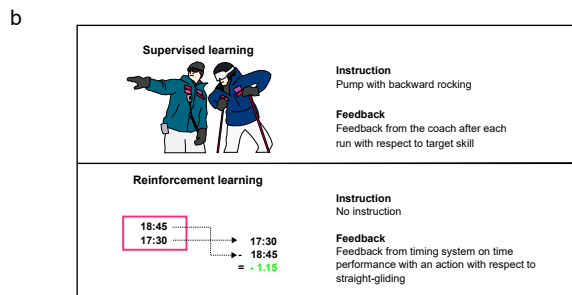 b
Supervised learning
Instruction
Pump with backward rocking
Feedback
Feedback from the coach after each
run with respect to target skill
Reinforcement learning
18:45
17:30
17:30
- 18:45
= - 1.15
Instruction
No instruction
Feedback
Feedback from timing system on time
performance with an action with respect to
straight-gliding